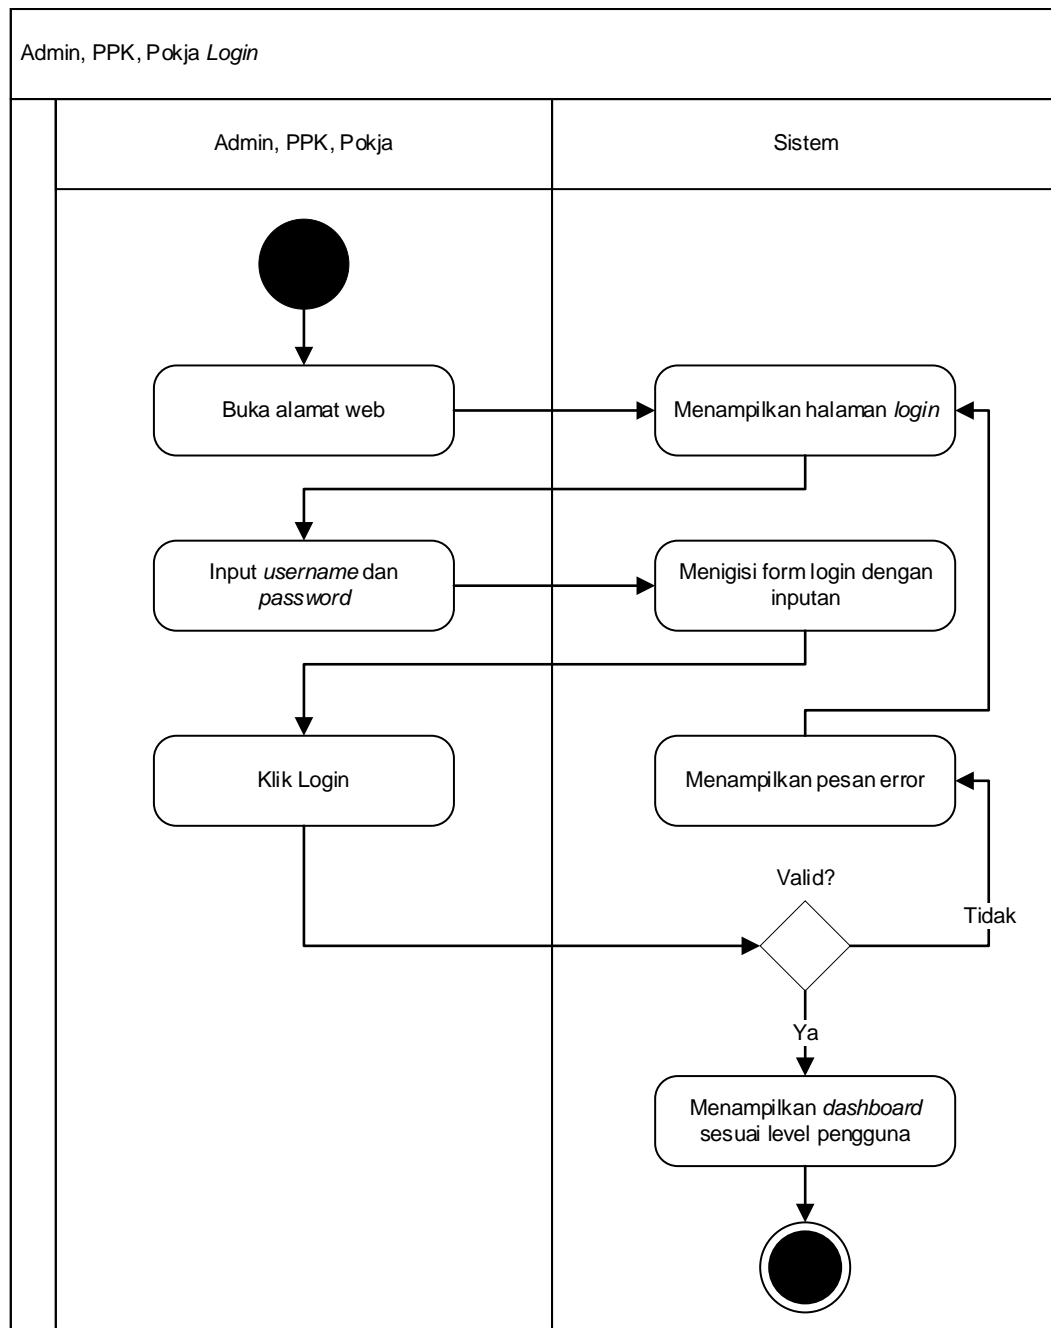 Admin, PPK, Pokja Login
Admin, PPK, Pokja
Sistem
Buka alamat web
Menampilkan halaman login
Input username dan
password
Menigisi form login dengan
inputan
Klik Login
Menampilkan pesan error
Valid?
Tidak
Ya
Menampilkan dashboard
sesuai level pengguna